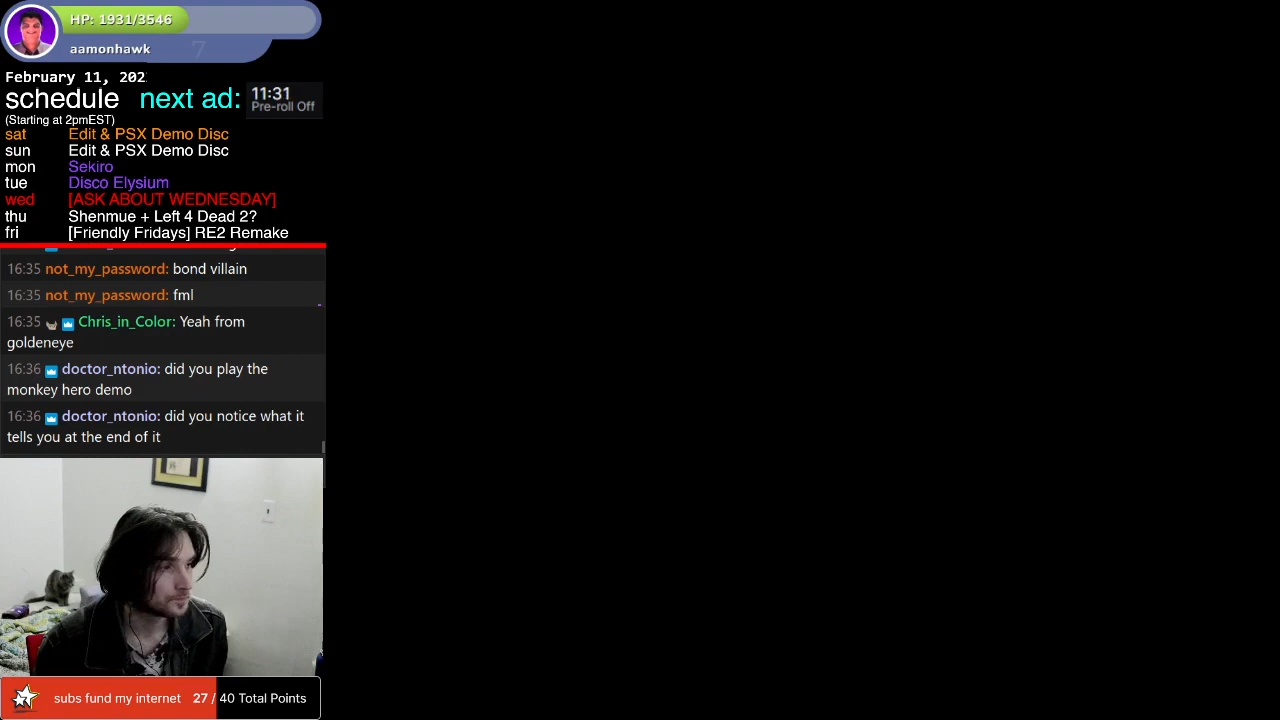 HP: 1931/3546
aamonhawk 7
February 11, 202
schedule next ad: 11:31
Pre-roll Off
(Starting at 2pmEST)
sat Edit & PSX Demo Disc
sun Edit & PSX Demo Disc
mon Sekiro
tue Disco Elysium
wed [ASK ABOUT WEDNESDAY]
thu Shenmue + Left 4 Dead 2?
fri [Friendly Fridays] RE2 Remake
16:35 not_my_password: bond villain
16:35 not_my_password: fml
16:35 Chris_in_Color: Yeah from
goldeneye
16:36 doctor_ntonio: did you play the
monkey hero demo
16:36 doctor_ntonio: did you notice what it
tells you at the end of it
subs fund my internet 27 / 40 Total Points